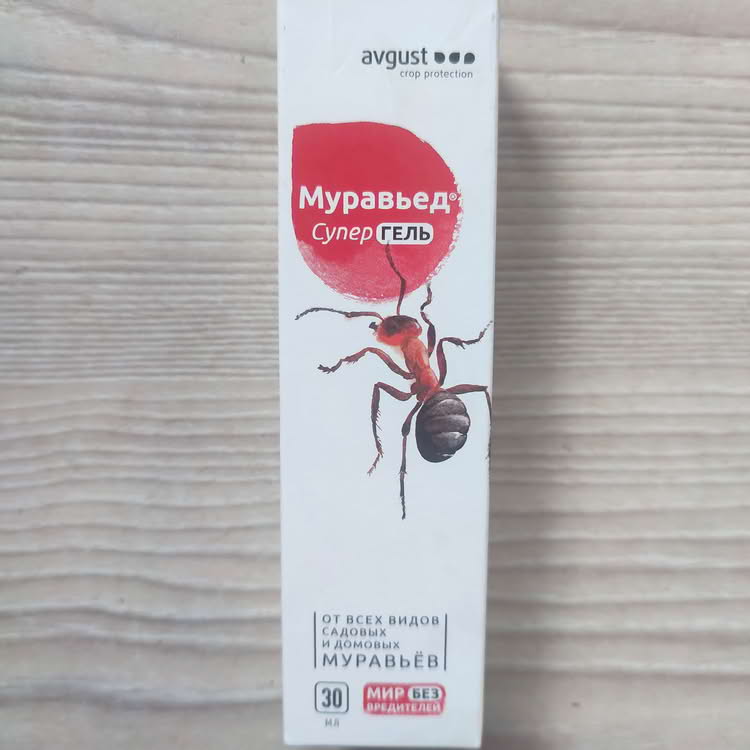 avgust
crop protection
Муравьед®
Супер ГЕЛЬ
ОТ ВСЕХ ВИДОВ
САДОВЫХ
И ДОМОВЫХ
МУРАВЬЁВ
30
МЛ
МИР БЕЗ
ВРЕДИТЕЛЕЙ